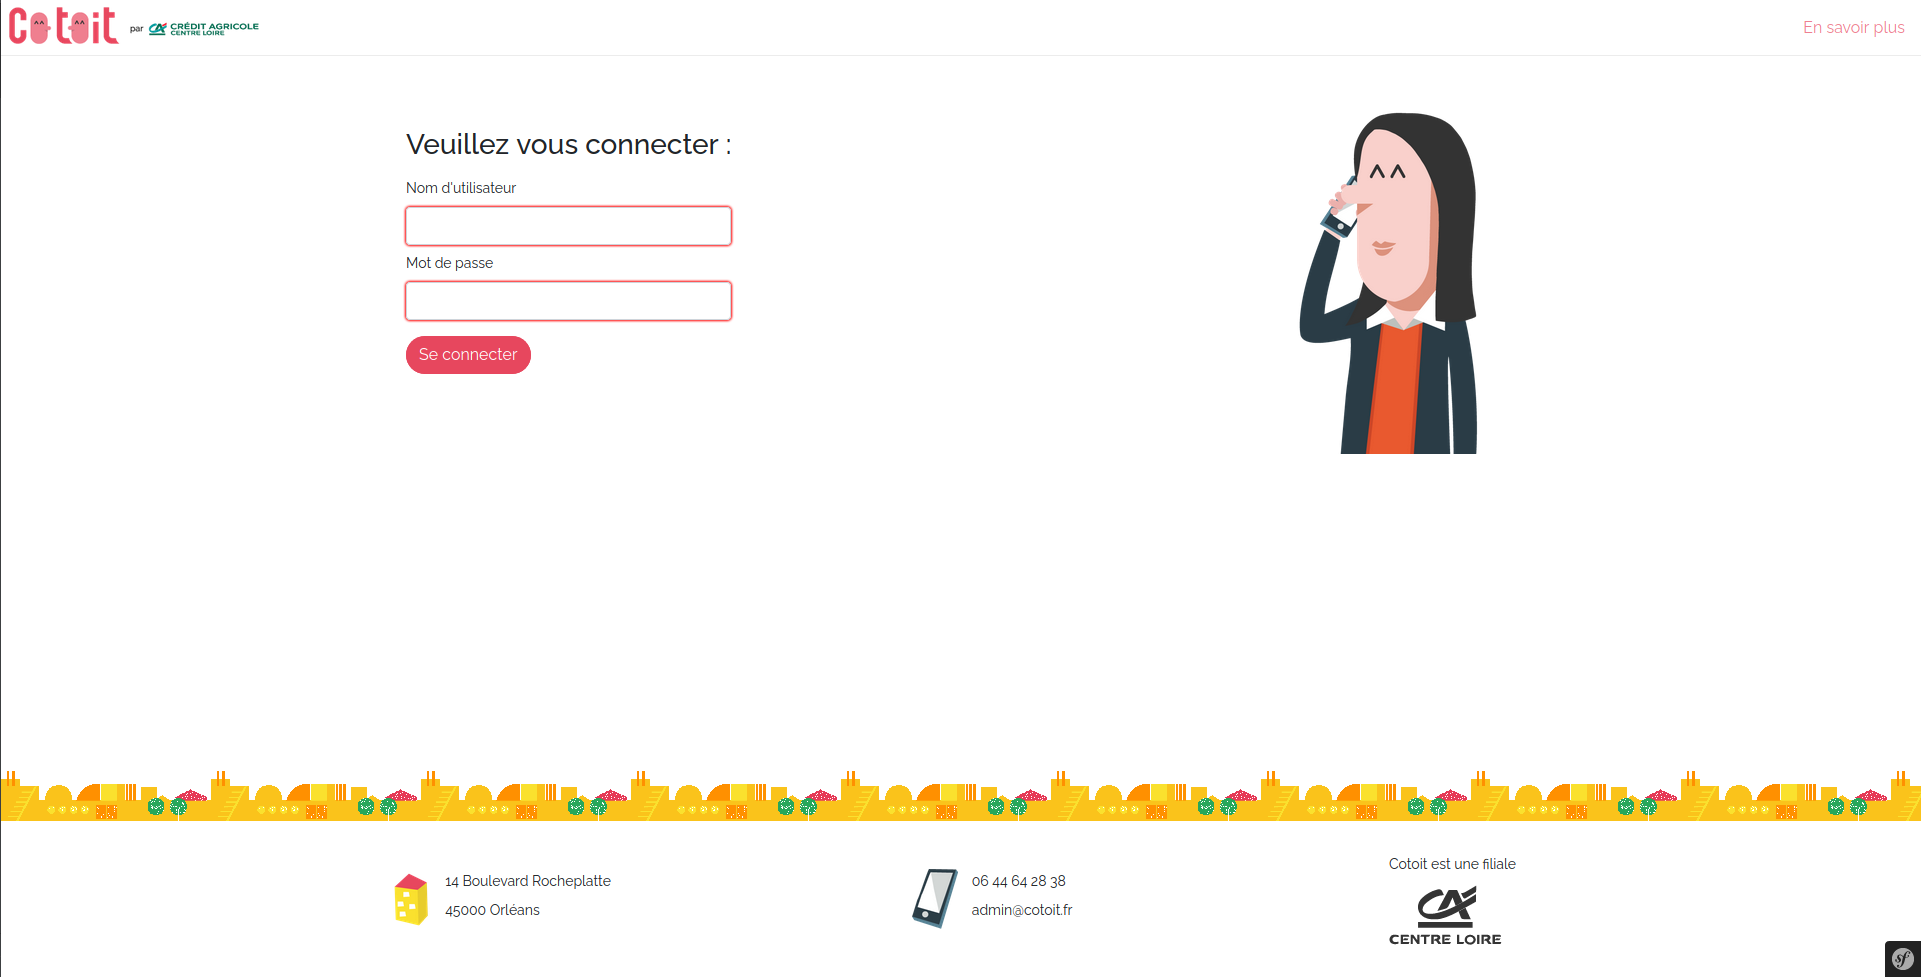 Cotoit par CRÉDIT AGRICOLE
CENTRE LOIRE
En savoir plus
Veuillez vous connecter :
Nom d'utilisateur
Mot de passe
Se connecter
14 Boulevard Rocheplatte
45000 Orléans
06 44 64 28 38
admin@cotoit.fr
Cotoit est une filiale
CA
CENTRE LOIRE
sf